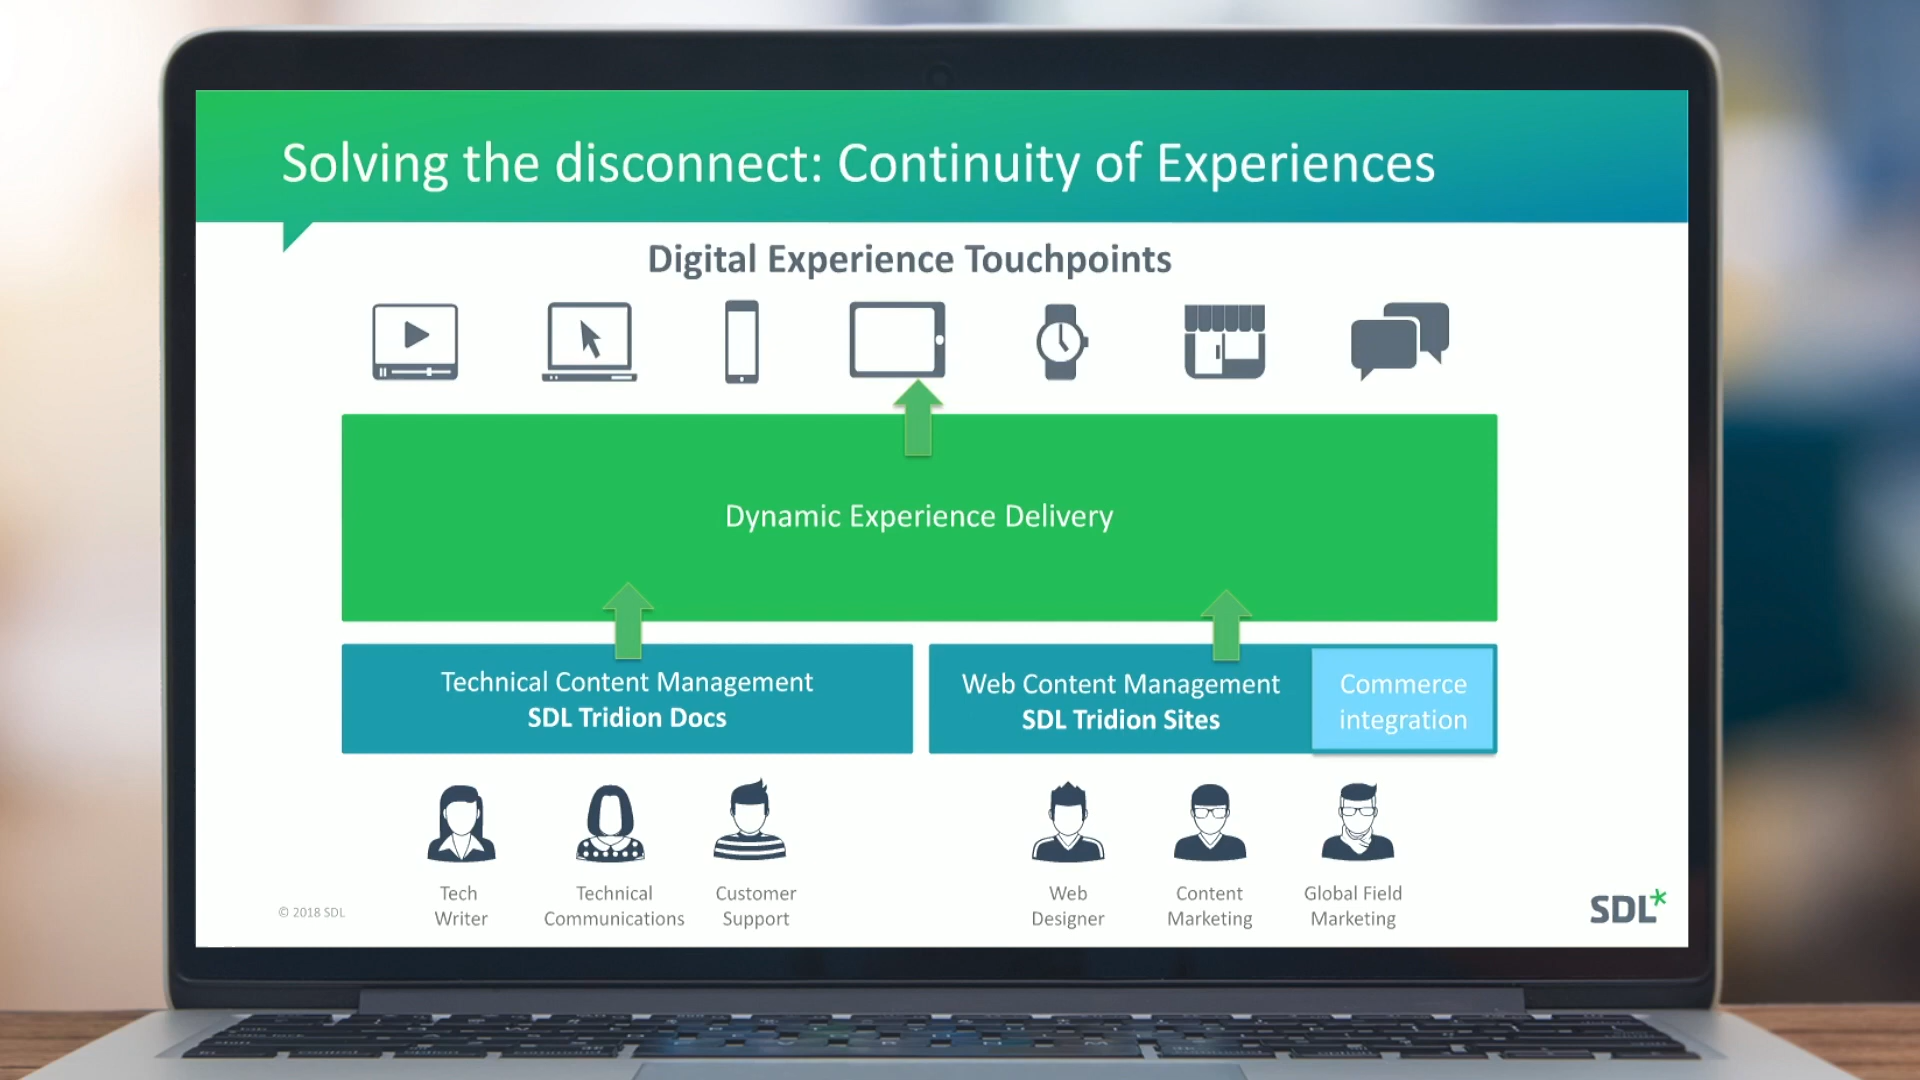 Solving the disconnect: Continuity of Experiences
Digital Experience Touchpoints
Dynamic Experience Delivery
Technical Content Management
SDL Tridion Docs
Web Content Management
SDL Tridion Sites
Commerce
integration
Tech
Writer
Technical
Communications
Customer
Support
Web
Designer
Content
Marketing
Global Field
Marketing
© 2018 SDL
SDL*